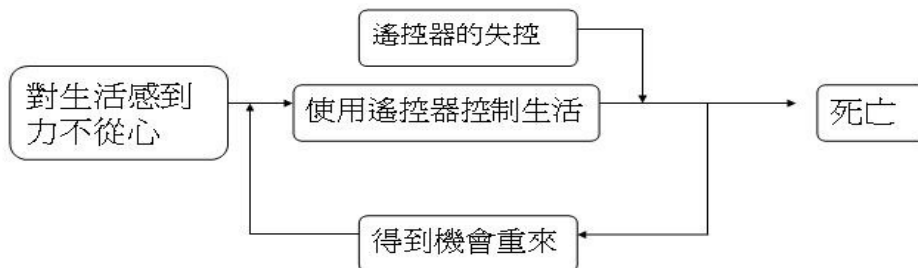 遙控器的失控
對生活感到
力不從心
使用遙控器控制生活
死亡
得到機會重來